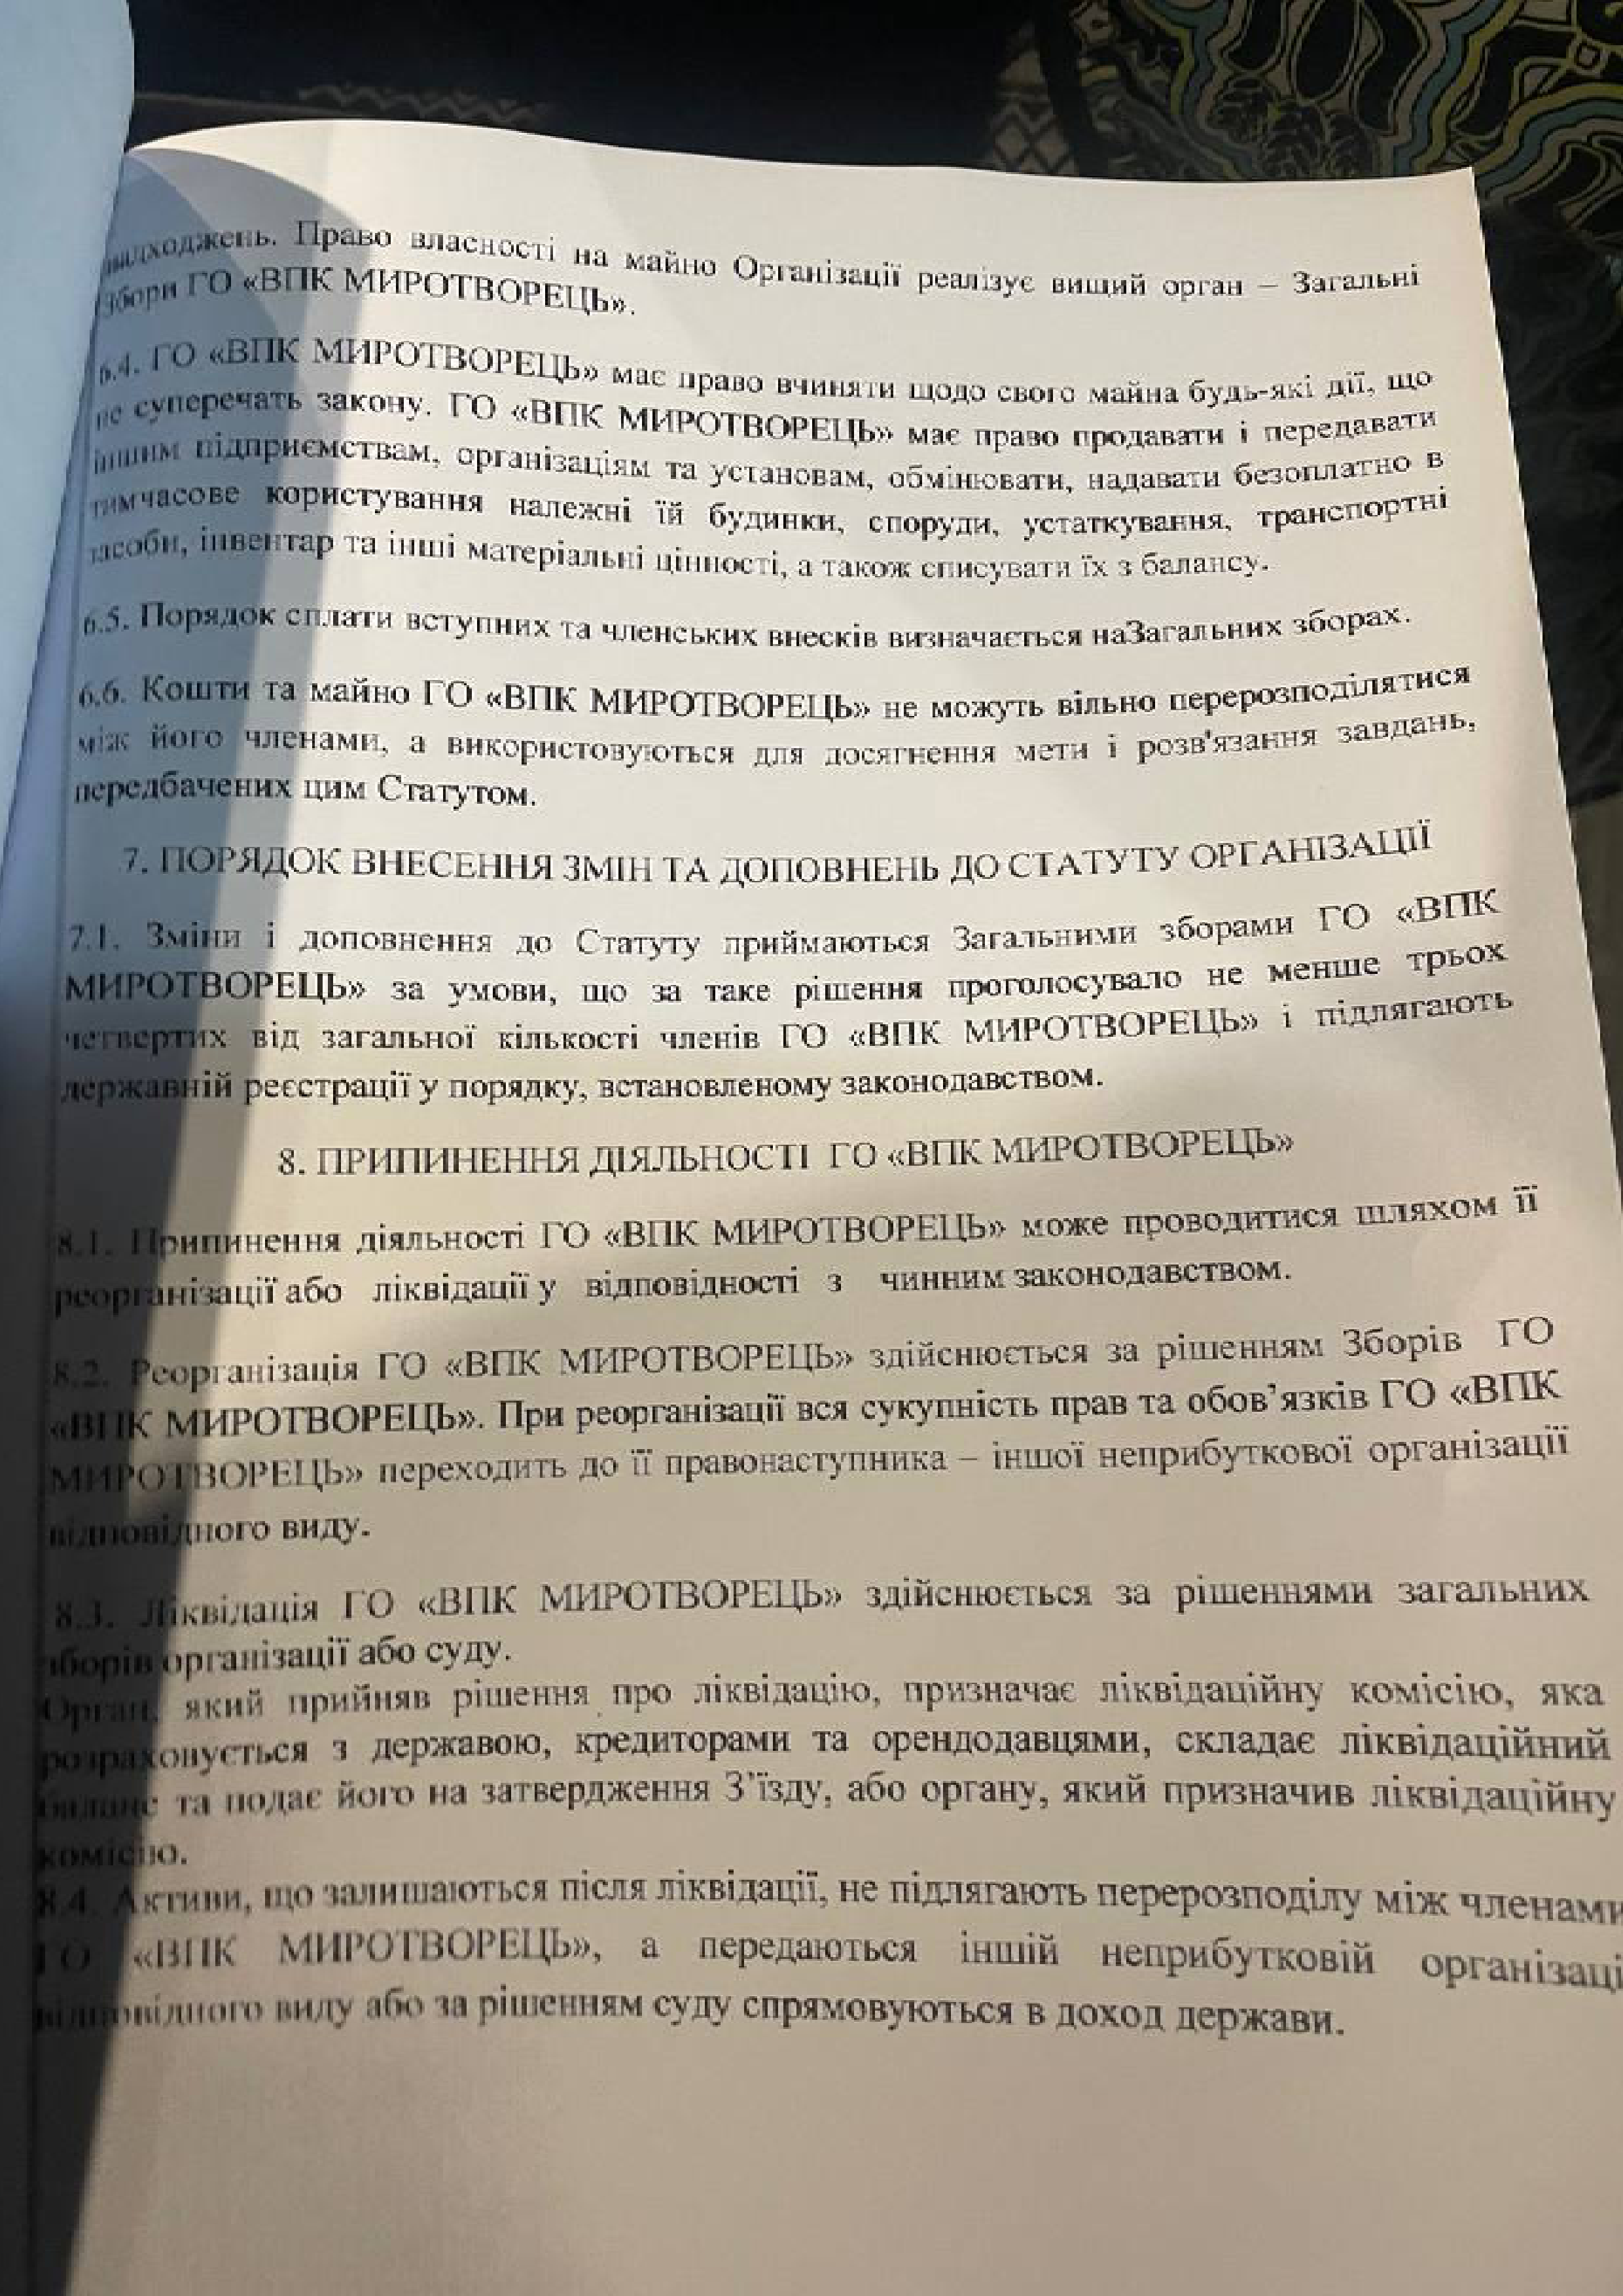 надходжень. Право власності на майно Організації реалізує вищий орган – Загальні
Збори ГО «ВПК МИРОТВОРЕЦЬ».
6.4. ГО «ВПК МИРОТВОРЕЦЬ» має право вчиняти щодо свого майна будь-які дії, що
не суперечать закону. ГО «ВПК МИРОТВОРЕЦЬ» має право продавати і передавати
іншим підприємствам, організаціям та установам, обмінювати, надавати безоплатно в
тимчасове користування належні їй будинки, споруди, устаткування, транспортні
засоби, інвентар та інші матеріальні цінності, а також списувати їх з балансу.
6.5. Порядок сплати вступних та членських внесків визначається наЗагальних зборах.
6.6. Кошти та майно ГО «ВПК МИРОТВОРЕЦЬ» не можуть вільно перерозподілятися
між його членами, а використовуються для досягнення мети і розв'язання завдань,
передбачених цим Статутом.
7. ПОРЯДОК ВНЕСЕННЯ ЗМІН ТА ДОПОВНЕНЬ ДО СТАТУТУ ОРГАНІЗАЦІЇ
7.1. Зміни і доповнення до Статуту приймаються Загальними зборами ГО «ВПК
МИРОТВОРЕЦЬ» за умови, що за таке рішення проголосувало не менше трьох
четвертих від загальної кількості членів ГО «ВПК МИРОТВОРЕЦЬ» і підлягають
державній реєстрації у порядку, встановленому законодавством.
8. ПРИПИНЕННЯ ДІЯЛЬНОСТІ ГО «ВПК МИРОТВОРЕЦЬ»
8.1. Припинення діяльності ГО «ВПК МИРОТВОРЕЦЬ» може проводитися шляхом її
реорганізації або ліквідації у відповідності з чинним законодавством.
8.2. Реорганізація ГО «ВПК МИРОТВОРЕЦЬ» здійснюється за рішенням Зборів ГО
«ВПК МИРОТВОРЕЦЬ». При реорганізації вся сукупність прав та обов’язків ГО «ВПК
МИРОТВОРЕЦЬ» переходить до її правонаступника – іншої неприбуткової організації
відповідного виду.
8.3. Ліквідація ГО «ВПК МИРОТВОРЕЦЬ» здійснюється за рішеннями загальних
зборів організації або суду.
Орган, який прийняв рішення про ліквідацію, призначає ліквідаційну комісію, яка
розраховується з державою, кредиторами та орендодавцями, складає ліквідаційний
баланс та подає його на затвердження З’їзду, або органу, який призначив ліквідаційну
комісію.
8.4. Активи, що залишаються після ліквідації, не підлягають перерозподілу між членами
ГО «ВПК МИРОТВОРЕЦЬ», а передаються іншій неприбутковій організаці
відповідного виду або за рішенням суду спрямовуються в доход держави.